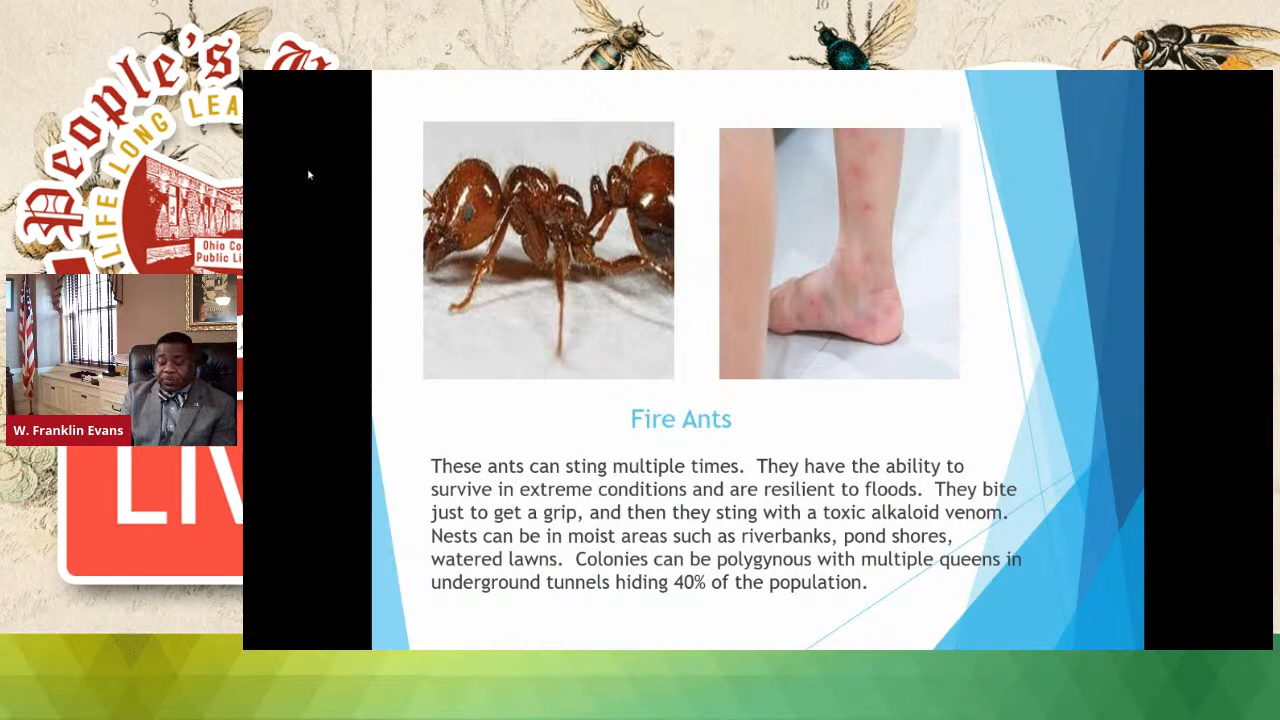 People's U
LIFE LONG LEA
Ohio Co
Public Li
W. Franklin Evans
LIV
10
2
Fire Ants
These ants can sting multiple times.  They have the ability to
survive in extreme conditions and are resilient to floods.  They bite
just to get a grip, and then they sting with a toxic alkaloid venom.
Nests can be in moist areas such as riverbanks, pond shores,
watered lawns.  Colonies can be polygynous with multiple queens in
underground tunnels hiding 40% of the population.